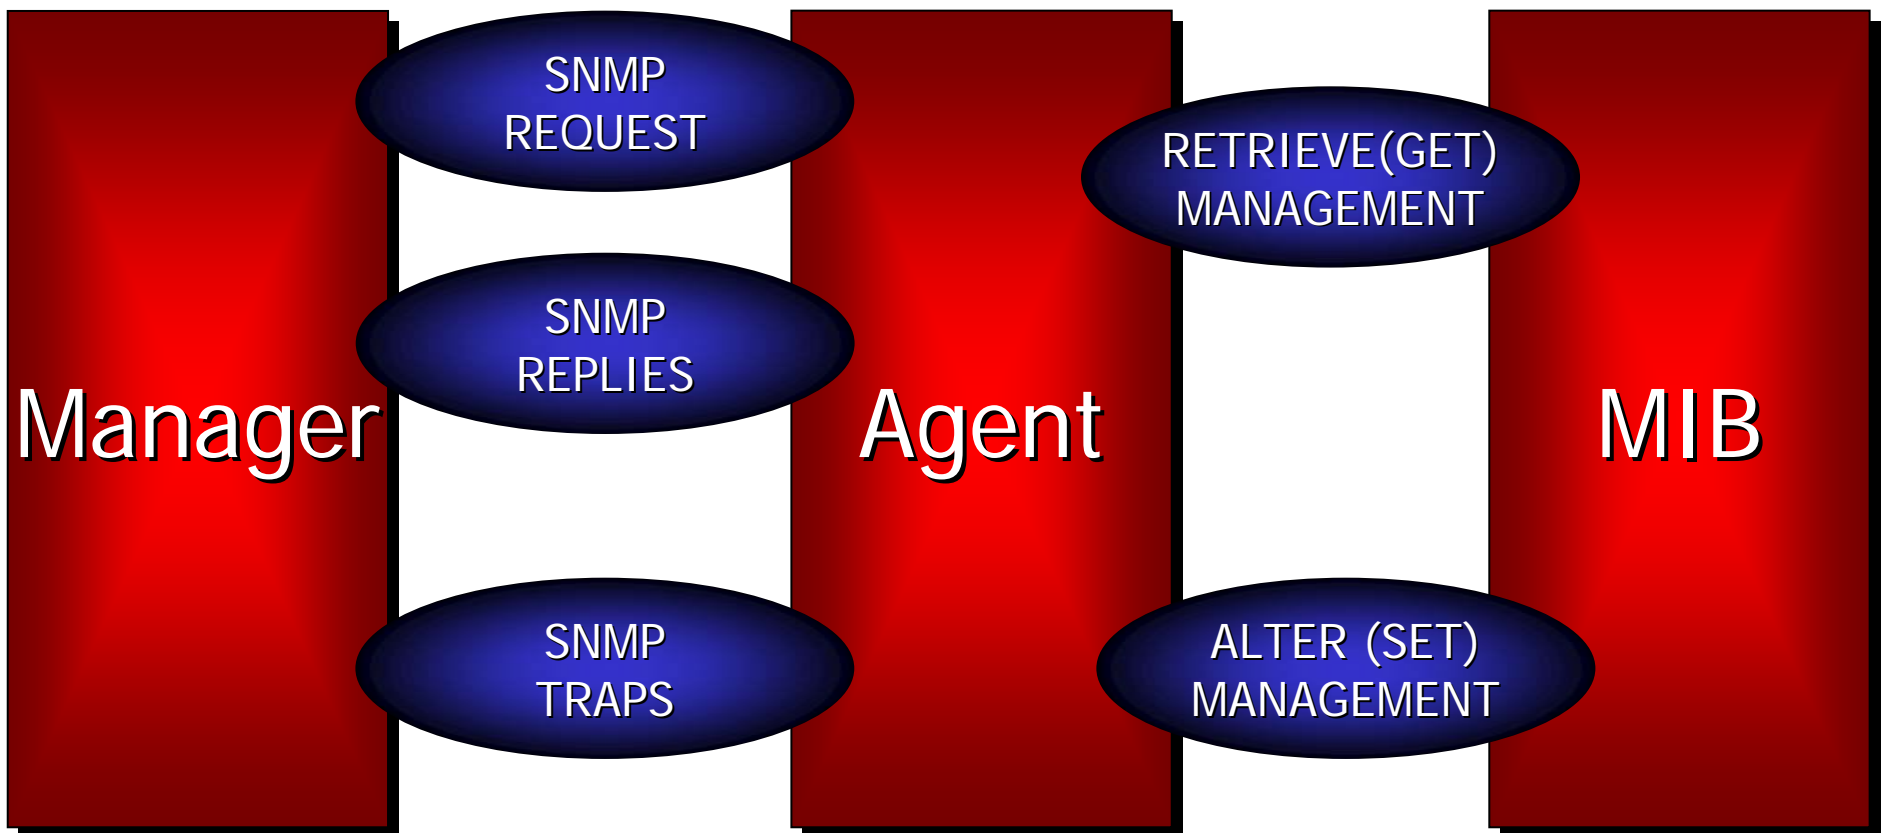 SNMP
REQUEST
RETRIEVE(GET)
MANAGEMENT
SNMP
REPLIES
Manager
Agent
MIB
SNMP
TRAPS
ALTER (SET)
MANAGEMENT